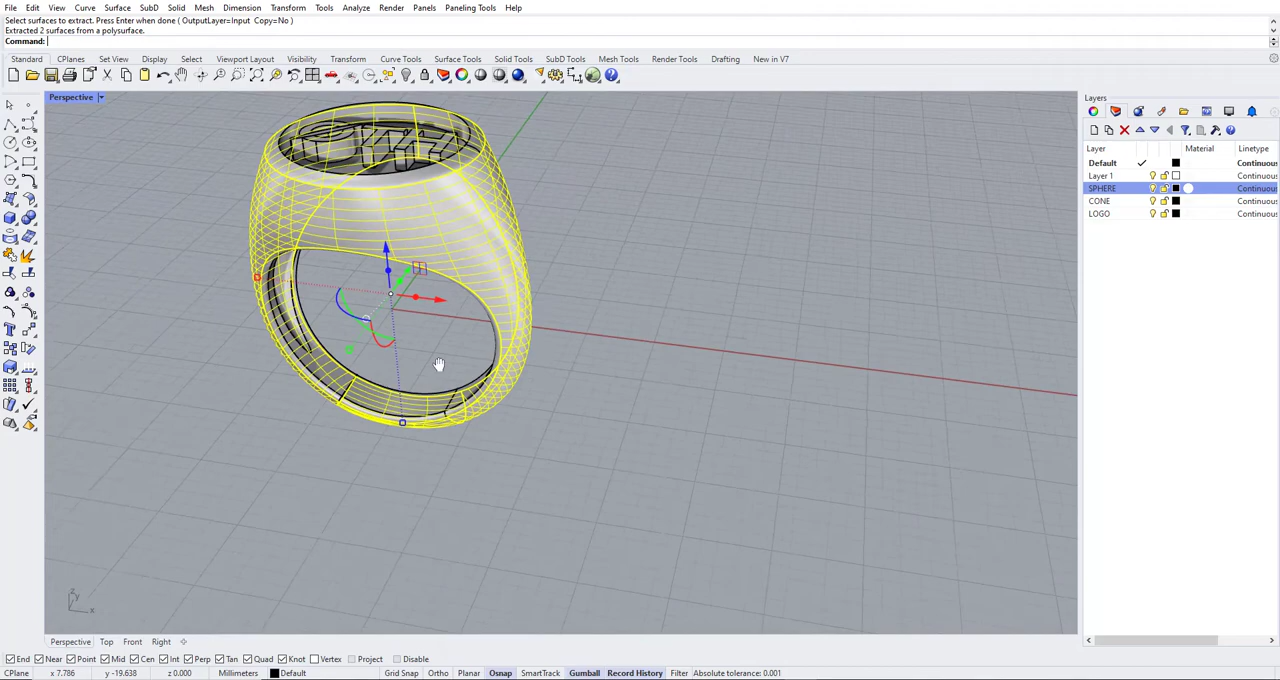 File Edit View Curve Surface SubD Solid Mesh Dimension Transform Tools Analyze Render Panels Paneling Tools Help
Select surfaces to extract. Press Enter when done ( OutputLayer=Input Copy=No )
Extracted 2 surfaces from a polysurface.
Command:
Standard CPlanes Set View Display Select Viewport Layout Visibility Transform Curve Tools Surface Tools Solid Tools SubD Tools Mesh Tools Render Tools Drafting New in V7
Perspective
Layers
Layer Material Linetype
Default Continuous
Layer 1 Continuous
SPHERE Continuous
CONE Continuous
LOGO Continuous
z
y
x
Perspective Top Front Right
End Near Point Mid Cen Int Perp Tan Quad Knot Vertex Project Disable
CPlane x 7.786 y -19.638 z 0.000 Millimeters Default Grid Snap Ortho Planar Osnap SmartTrack Gumball Record History Filter Absolute tolerance: 0.001